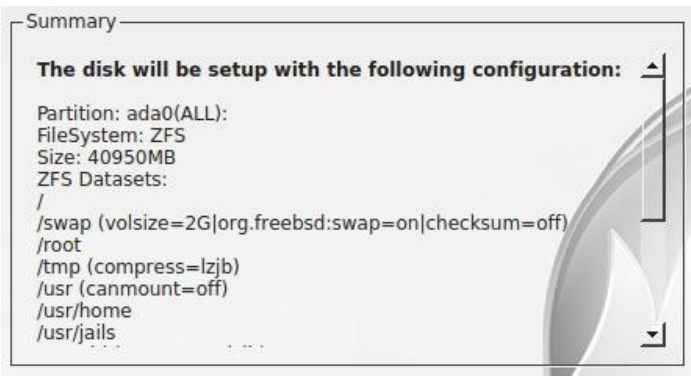 Summary
The disk will be setup with the following configuration:
Partition: ada0(ALL):
FileSystem: ZFS
Size: 40950MB
ZFS Datasets:
/
/swap (volsize=2G|org.freebsd:swap=on|checksum=off)
/root
/tmp (compress=lzjb)
/usr (canmount=off)
/usr/home
/usr/jails